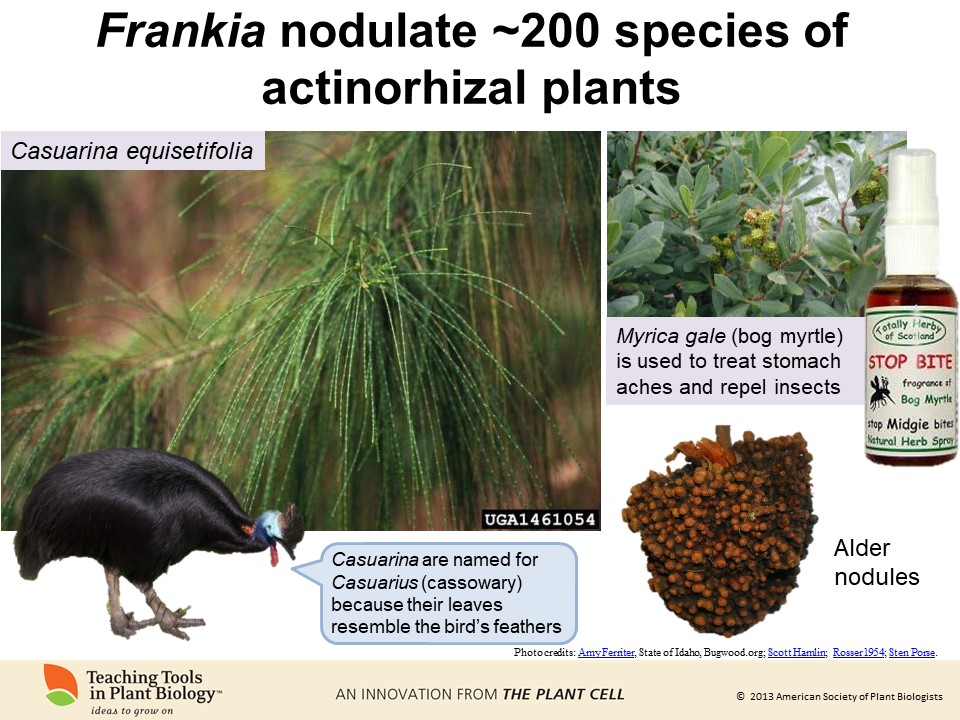 Frankia nodulate ~200 species of
actinorhizal plants
Casuarina equisetifolia
UGA1461054
Myrica gale (bog myrtle)
is used to treat stomach
aches and repel insects
Totally Herby
of Scotland
STOP BITE
fragrance of
Bog Myrtle
stop Midgie bites
Natural Herb Spray
Casuarina are named for
Casuarius (cassowary)
because their leaves
resemble the bird's feathers
Alder
nodules
Photo credits: Amy Ferriter, State of Idaho, Bugwood.org; Scott Hamlin; Rosser1954; Sten Porse.
Teaching Tools
in Plant Biology™
ideas to grow on
AN INNOVATION FROM THE PLANT CELL
© 2013 American Society of Plant Biologists